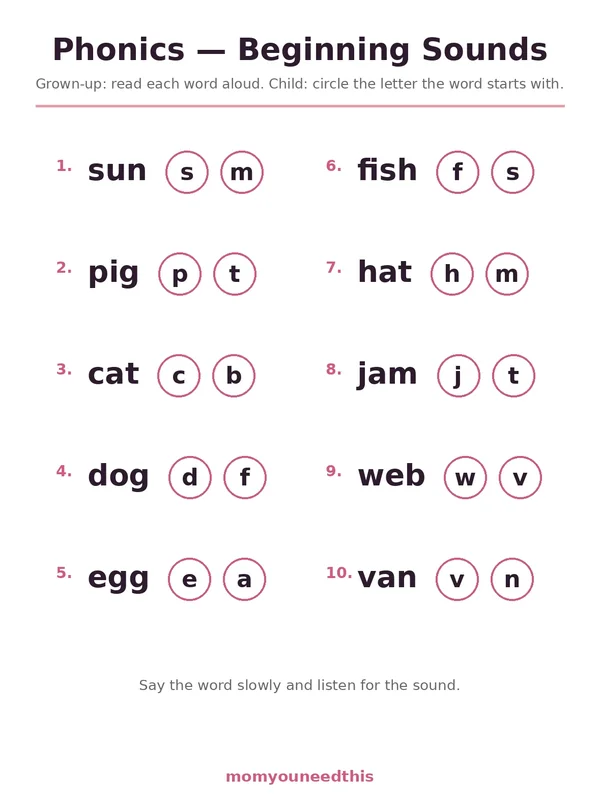 Phonics — Beginning Sounds
Grown-up: read each word aloud. Child: circle the letter the word starts with.
1. sun s m
2. pig p t
3. cat c b
4. dog d f
5. egg e a
6. fish f s
7. hat h m
8. jam j t
9. web w v
10. van v n
Say the word slowly and listen for the sound.
momyouneedthis